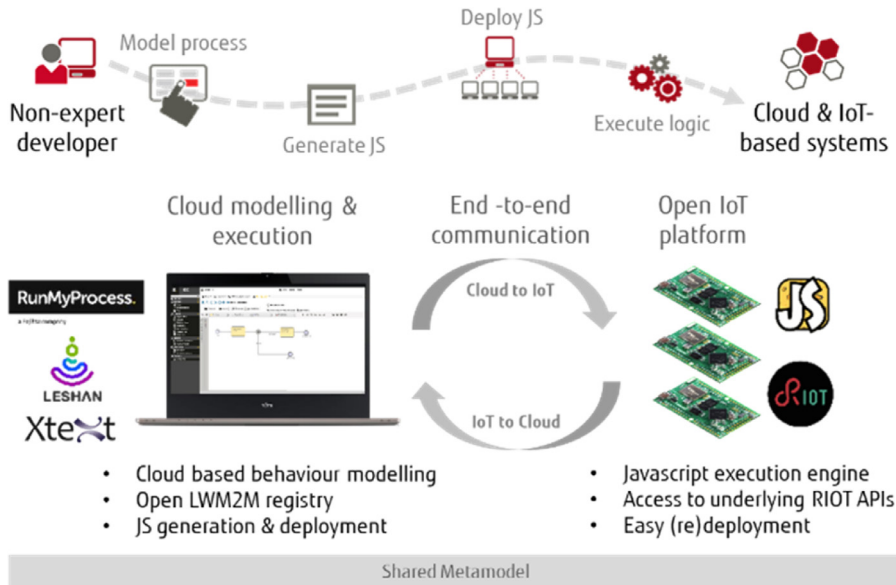 Deploy JS
Model process
Non-expert
developer
Generate JS
Execute logic
Cloud & IoT-
based systems
Cloud modelling &
execution
End -to-end
communication
Open IoT
platform
RunMyProcess.
LESHAN
Xtext
Cloud to IoT
IoT to Cloud
JS
RIOT
• Cloud based behaviour modelling
• Open LWM2M registry
• JS generation & deployment
• Javascript execution engine
• Access to underlying RIOT APIs
• Easy (re)deployment
Shared Metamodel